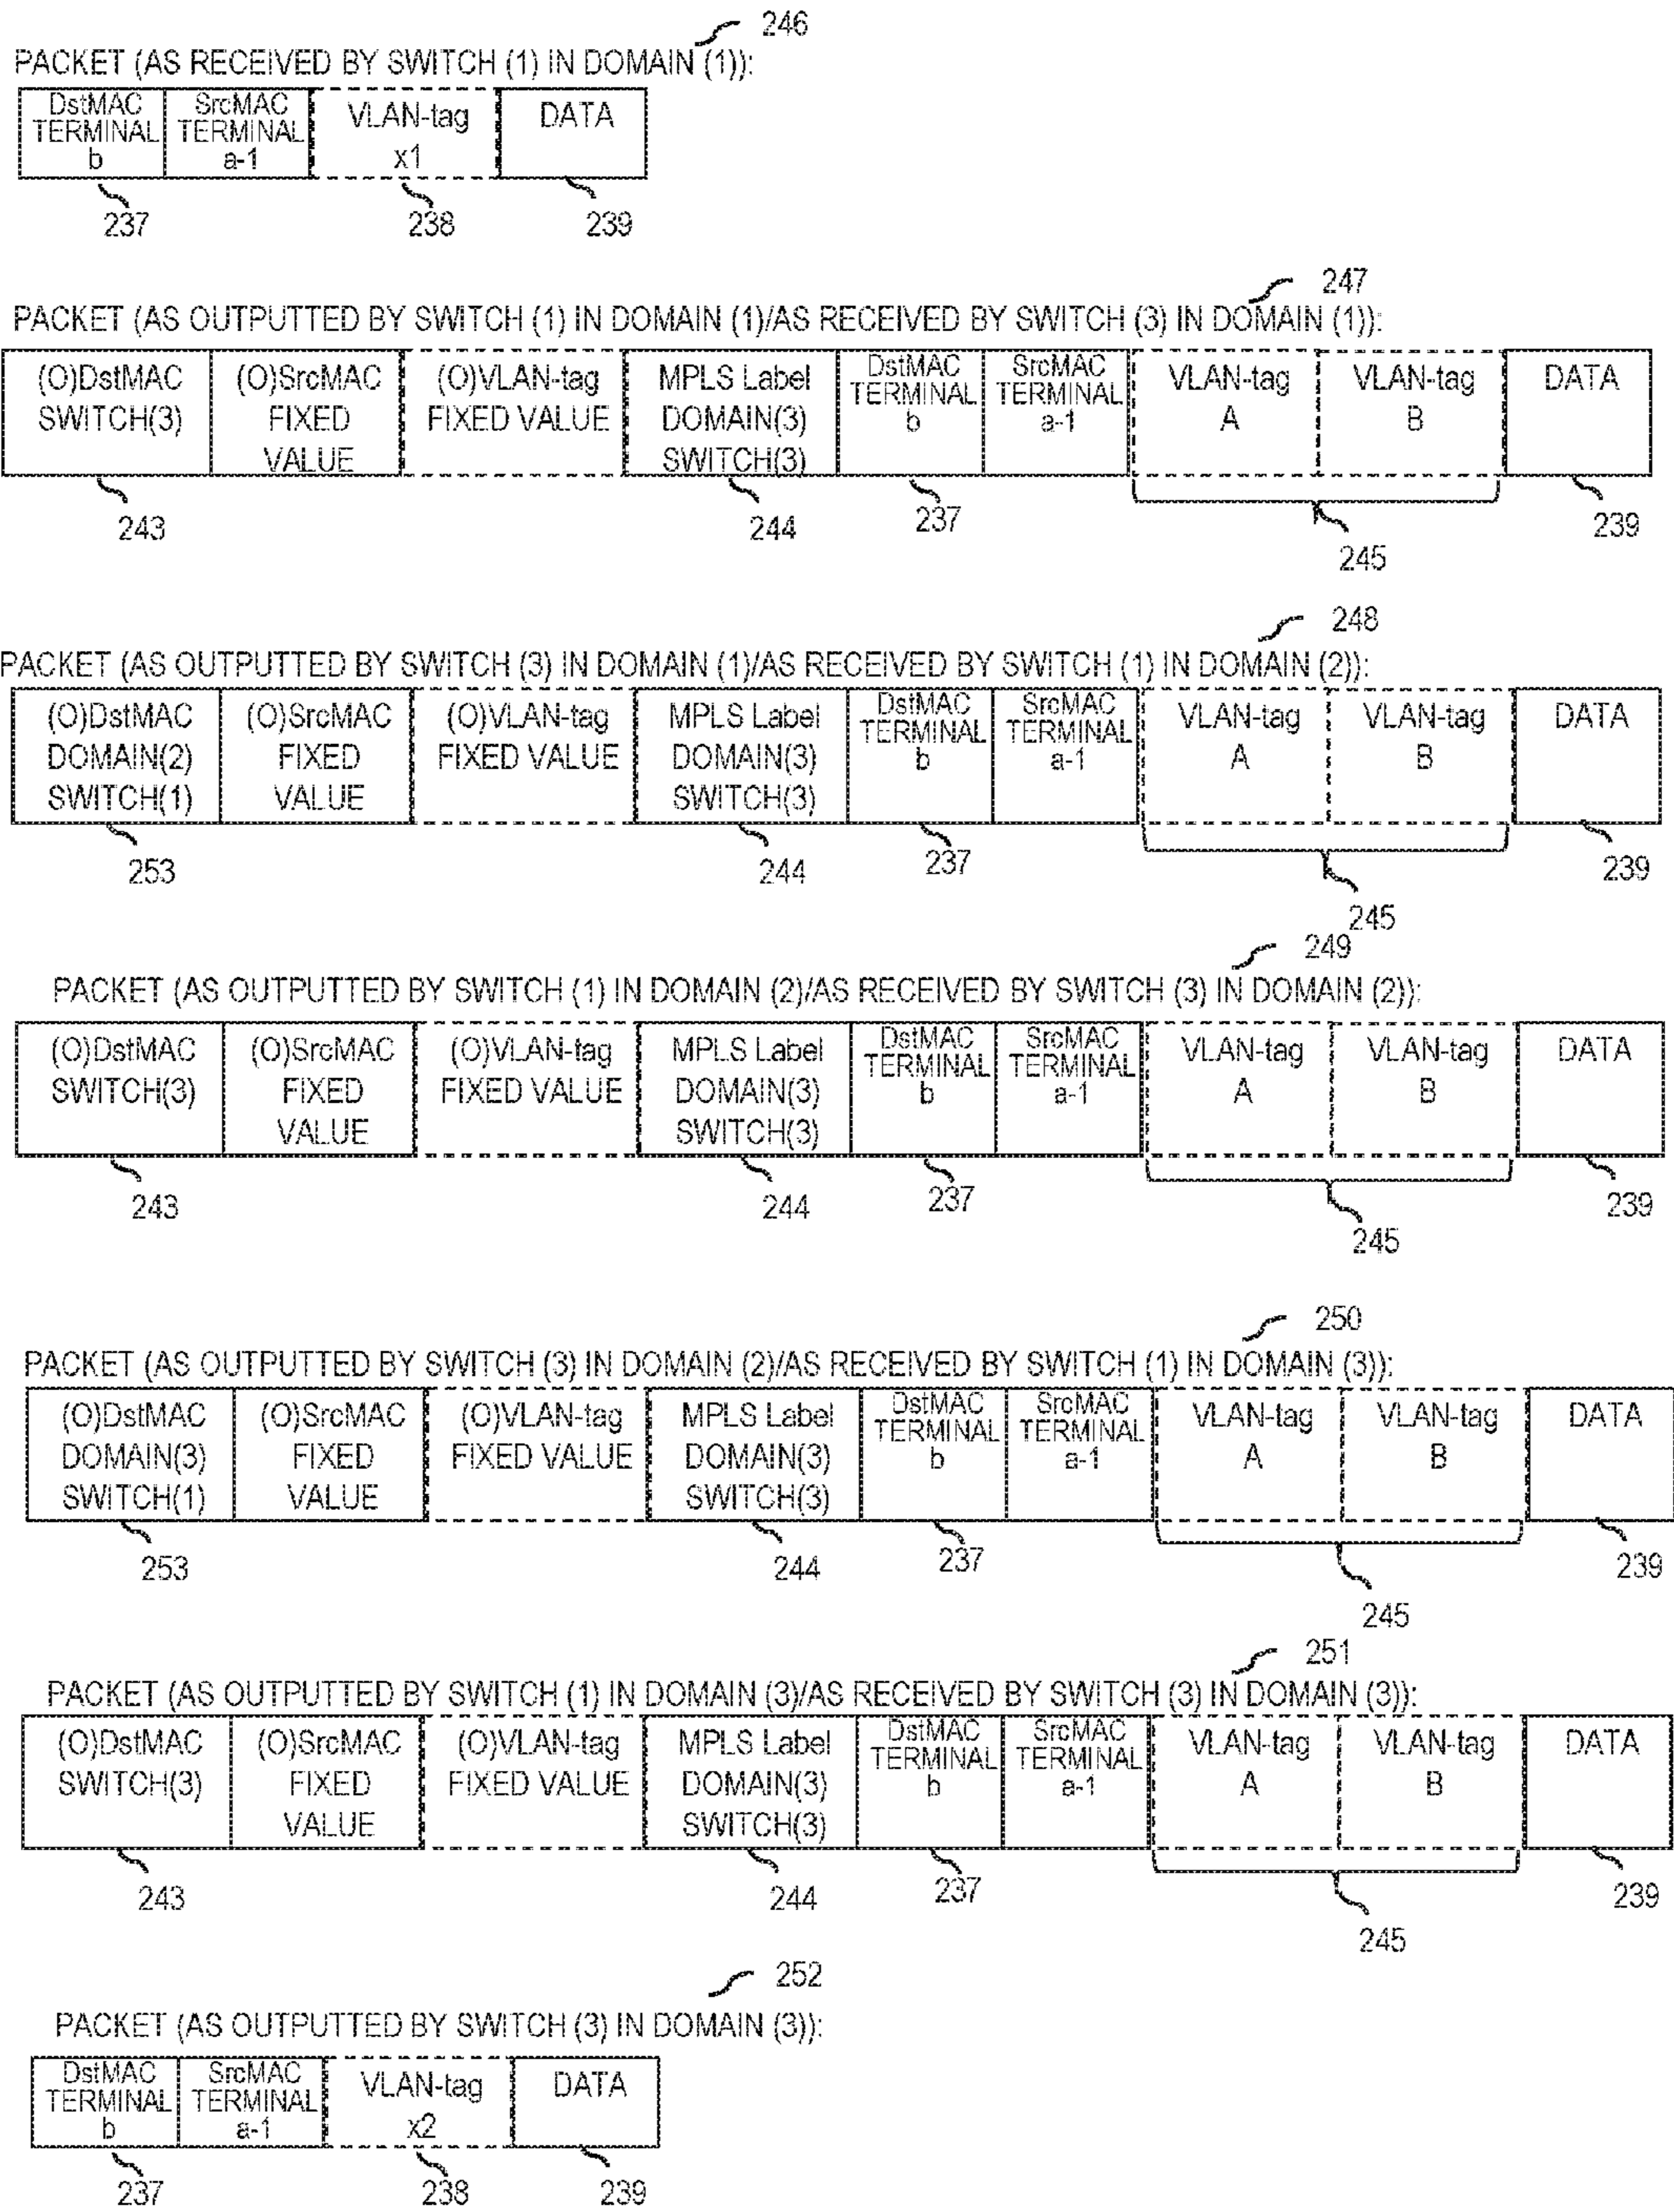 246
PACKET (AS RECEIVED BY SWITCH (1) IN DOMAIN (1)):
DstMAC TERMINAL b
SrcMAC TERMINAL a-1
VLAN-tag x1
DATA
237 238 239
247
PACKET (AS OUTPUTTED BY SWITCH (1) IN DOMAIN (1)/AS RECEIVED BY SWITCH (3) IN DOMAIN (1)):
(O)DstMAC SWITCH(3)
(O)SrcMAC FIXED VALUE
(O)VLAN-tag FIXED VALUE
MPLS Label DOMAIN(3) SWITCH(3)
DstMAC TERMINAL b
SrcMAC TERMINAL a-1
VLAN-tag A
VLAN-tag B
DATA
243 244 237 245 239
248
PACKET (AS OUTPUTTED BY SWITCH (3) IN DOMAIN (1)/AS RECEIVED BY SWITCH (1) IN DOMAIN (2)):
(O)DstMAC DOMAIN(2) SWITCH(1)
(O)SrcMAC FIXED VALUE
(O)VLAN-tag FIXED VALUE
MPLS Label DOMAIN(3) SWITCH(3)
DstMAC TERMINAL b
SrcMAC TERMINAL a-1
VLAN-tag A
VLAN-tag B
DATA
253 244 237 245 239
249
PACKET (AS OUTPUTTED BY SWITCH (1) IN DOMAIN (2)/AS RECEIVED BY SWITCH (3) IN DOMAIN (2)):
(O)DstMAC SWITCH(3)
(O)SrcMAC FIXED VALUE
(O)VLAN-tag FIXED VALUE
MPLS Label DOMAIN(3) SWITCH(3)
DstMAC TERMINAL b
SrcMAC TERMINAL a-1
VLAN-tag A
VLAN-tag B
DATA
243 244 237 245 239
250
PACKET (AS OUTPUTTED BY SWITCH (3) IN DOMAIN (2)/AS RECEIVED BY SWITCH (1) IN DOMAIN (3)):
(O)DstMAC DOMAIN(3) SWITCH(1)
(O)SrcMAC FIXED VALUE
(O)VLAN-tag FIXED VALUE
MPLS Label DOMAIN(3) SWITCH(3)
DstMAC TERMINAL b
SrcMAC TERMINAL a-1
VLAN-tag A
VLAN-tag B
DATA
253 244 237 245 239
251
PACKET (AS OUTPUTTED BY SWITCH (1) IN DOMAIN (3)/AS RECEIVED BY SWITCH (3) IN DOMAIN (3)):
(O)DstMAC SWITCH(3)
(O)SrcMAC FIXED VALUE
(O)VLAN-tag FIXED VALUE
MPLS Label DOMAIN(3) SWITCH(3)
DstMAC TERMINAL b
SrcMAC TERMINAL a-1
VLAN-tag A
VLAN-tag B
DATA
243 244 237 245 239
252
PACKET (AS OUTPUTTED BY SWITCH (3) IN DOMAIN (3)):
DstMAC TERMINAL b
SrcMAC TERMINAL a-1
VLAN-tag x2
DATA
237 238 239